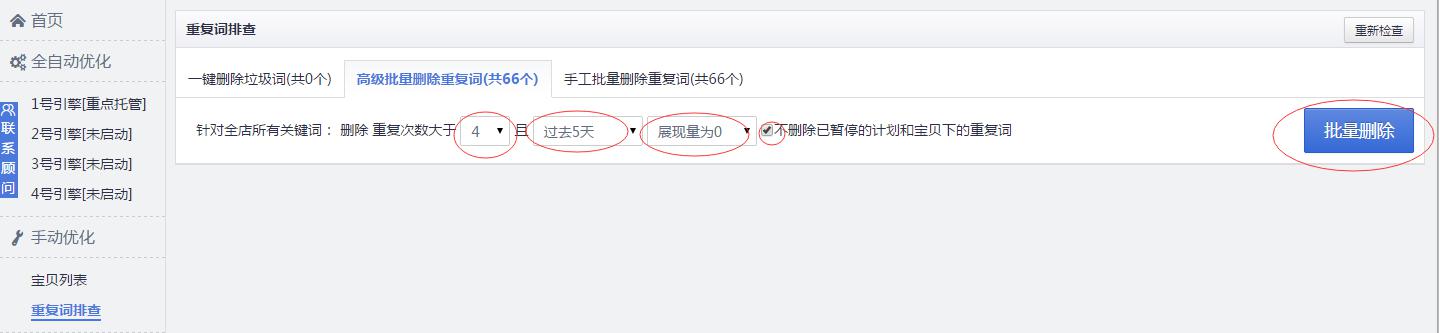 首页
全自动优化
1号引擎[重点托管]
2号引擎[未启动]
3号引擎[未启动]
4号引擎[未启动]
手动优化
宝贝列表
重复词排查
联系顾问
重复词排查
重新检查
一键删除垃圾词(共0个) 高级批量删除重复词(共66个) 手工批量删除重复词(共66个)
针对全店所有关键词： 删除 重复次数大于 4 且 过去5天 展现量为0 不删除已暂停的计划和宝贝下的重复词
批量删除